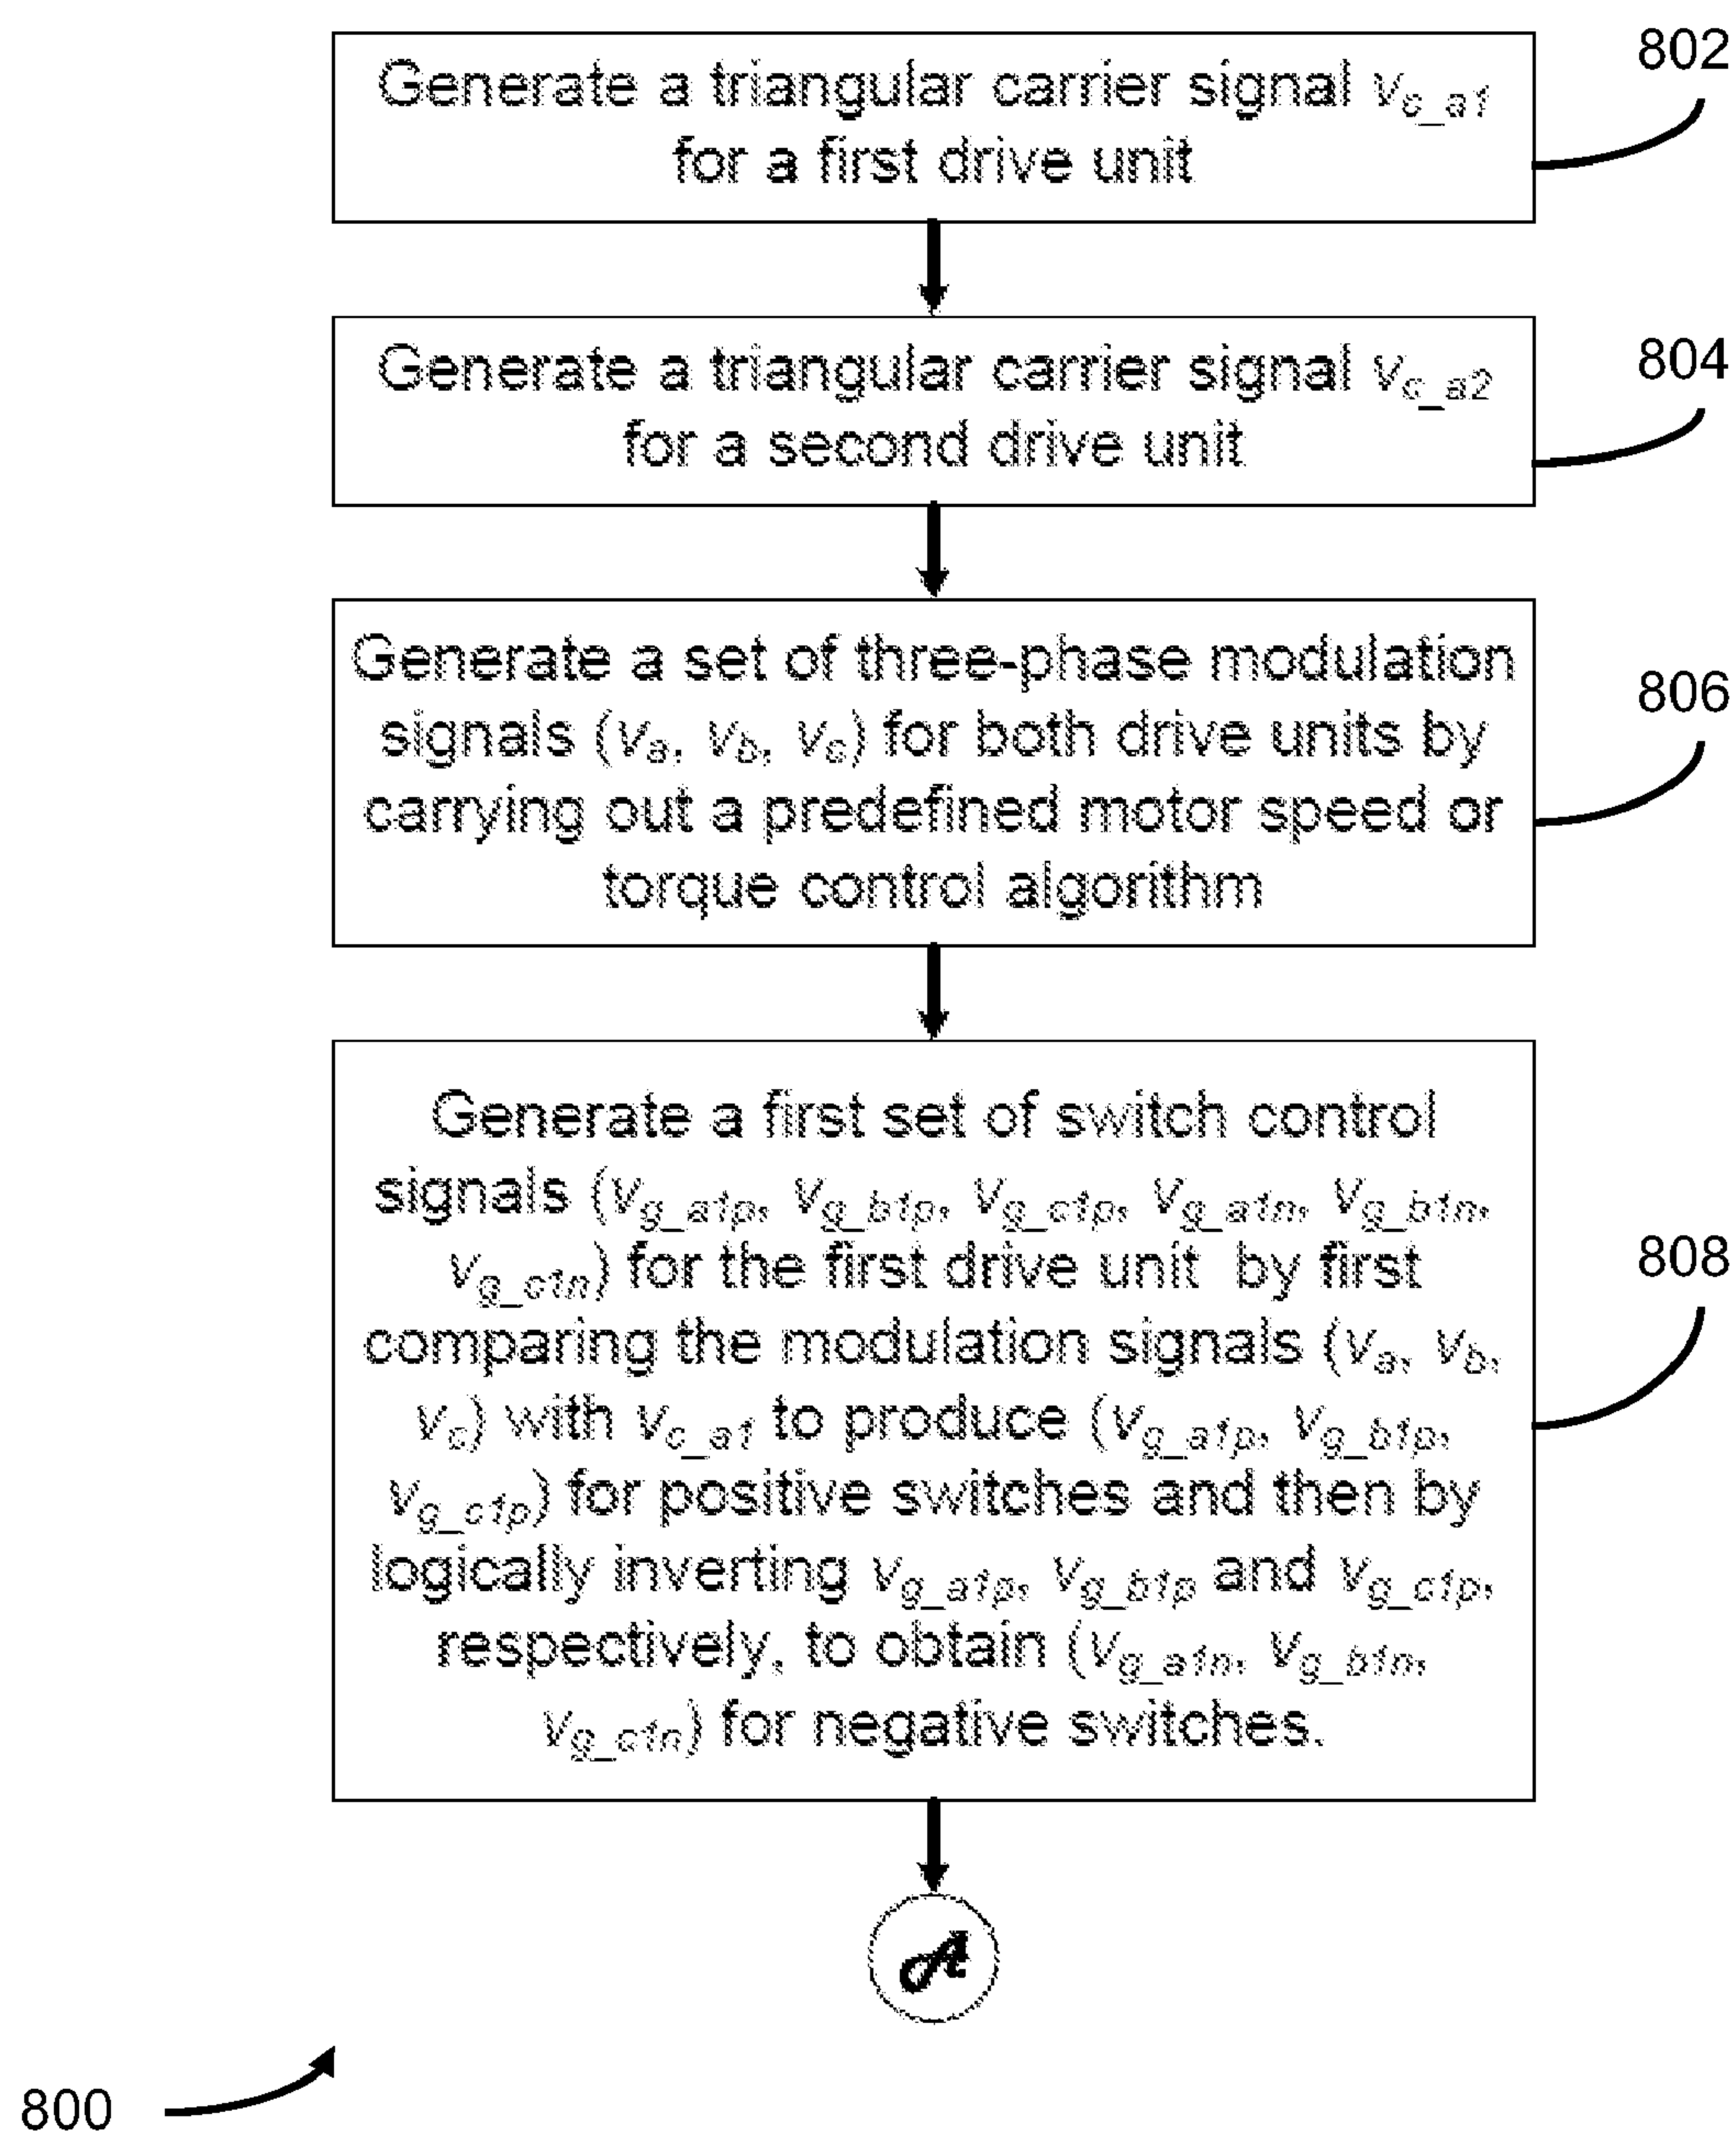 Generate a triangular carrier signal v_c_a1
802
for a first drive unit
Generate a triangular carrier signal v_c_a2
804
for a second drive unit
Generate a set of three-phase modulation
signals (v_a, v_b, v_c) for both drive units by
806
carrying out a predefined motor speed or
torque control algorithm
Generate a first set of switch control
signals (v_g_a1p, v_g_b1p, v_g_c1p, v_g_a1n, v_g_b1n,
v_g_c1n) for the first drive unit by first
808
comparing the modulation signals (v_a, v_b,
v_c) with v_c_a1 to produce (v_g_a1p, v_g_b1p,
v_g_c1p) for positive switches and then by
logically inverting v_g_a1p, v_g_b1p and v_g_c1p,
respectively, to obtain (v_g_a1n, v_g_b1n,
v_g_c1n) for negative switches.
A
800